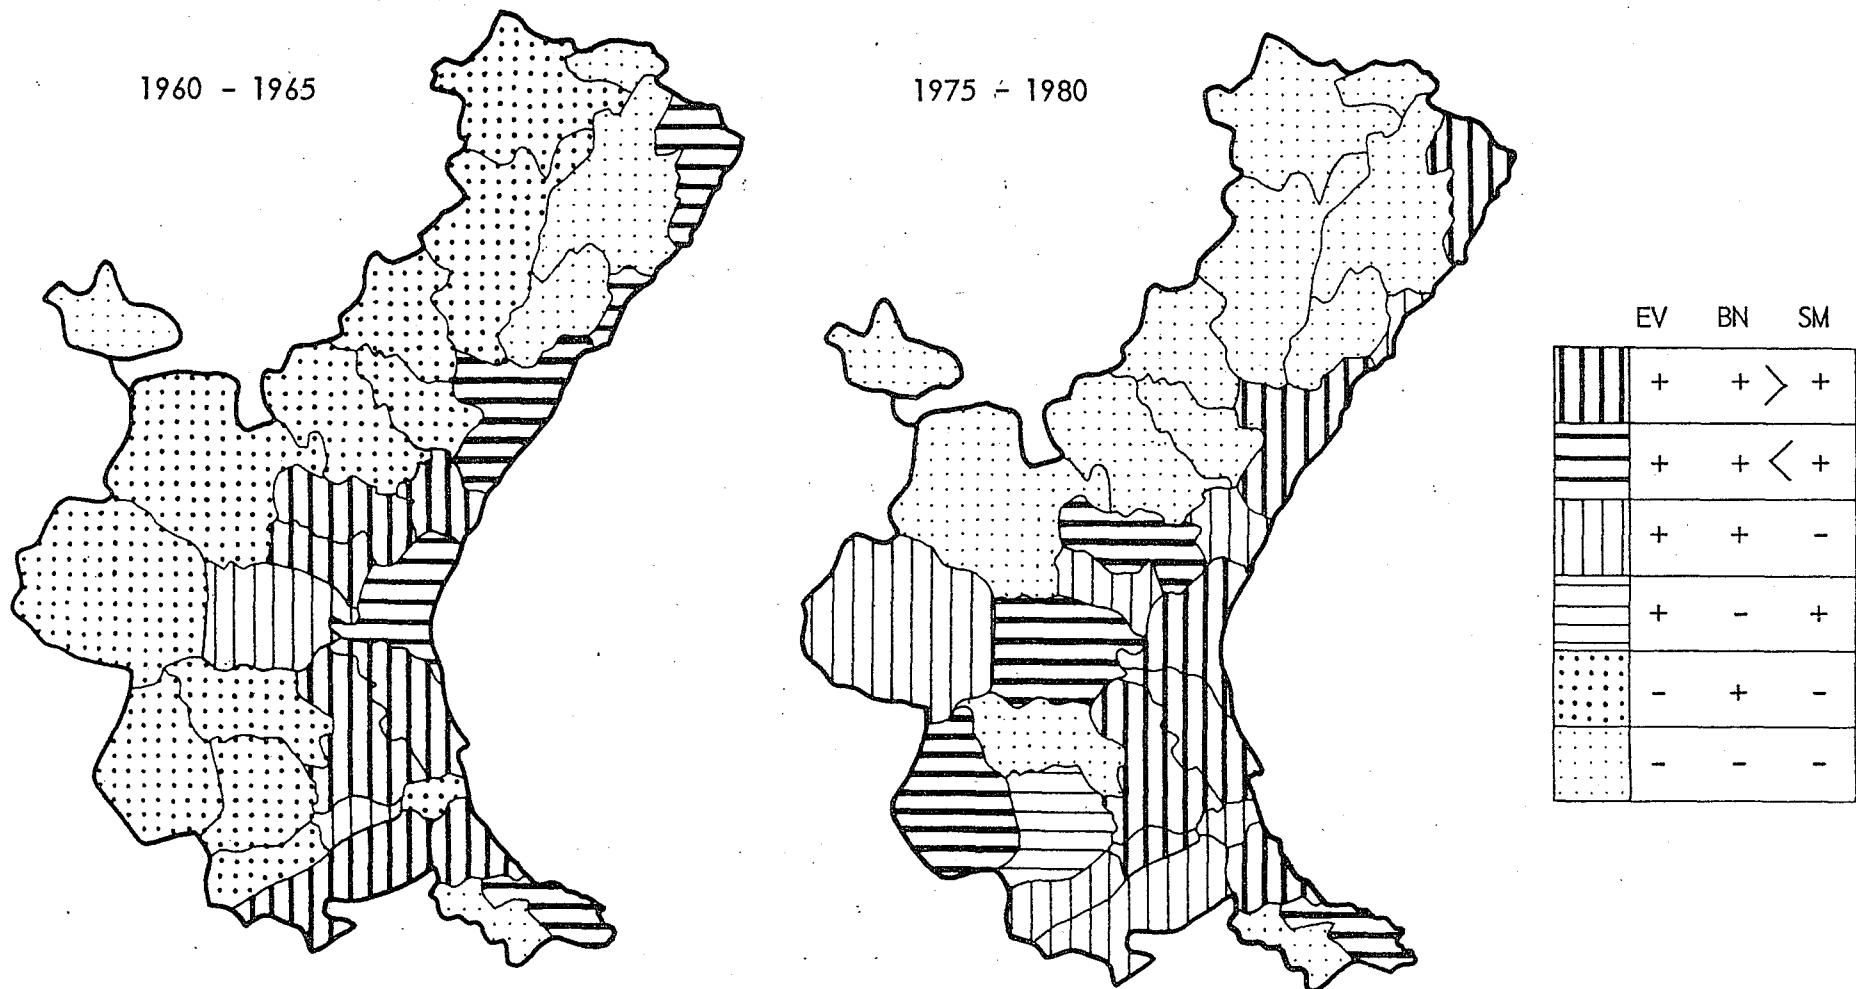 1960 - 1965
1975 - 1980
EV BN SM
+ + > +
+ + < +
+ + -
+ - +
- + -
- - -